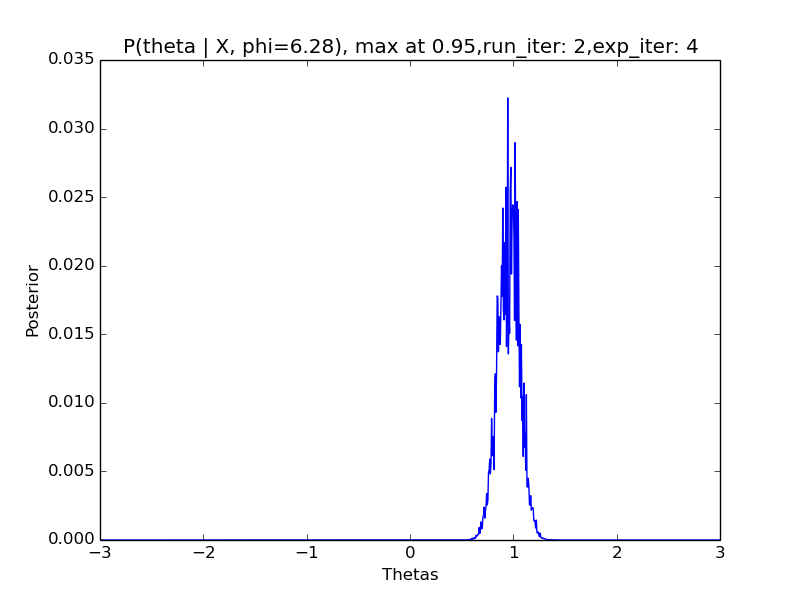 P(theta | X, phi=6.28), max at 0.95,run_iter: 2,exp_iter: 4
0.035
0.030
0.025
0.020
0.015
0.010
0.005
0.000
Posterior
−3 −2 −1 0 1 2 3
Thetas